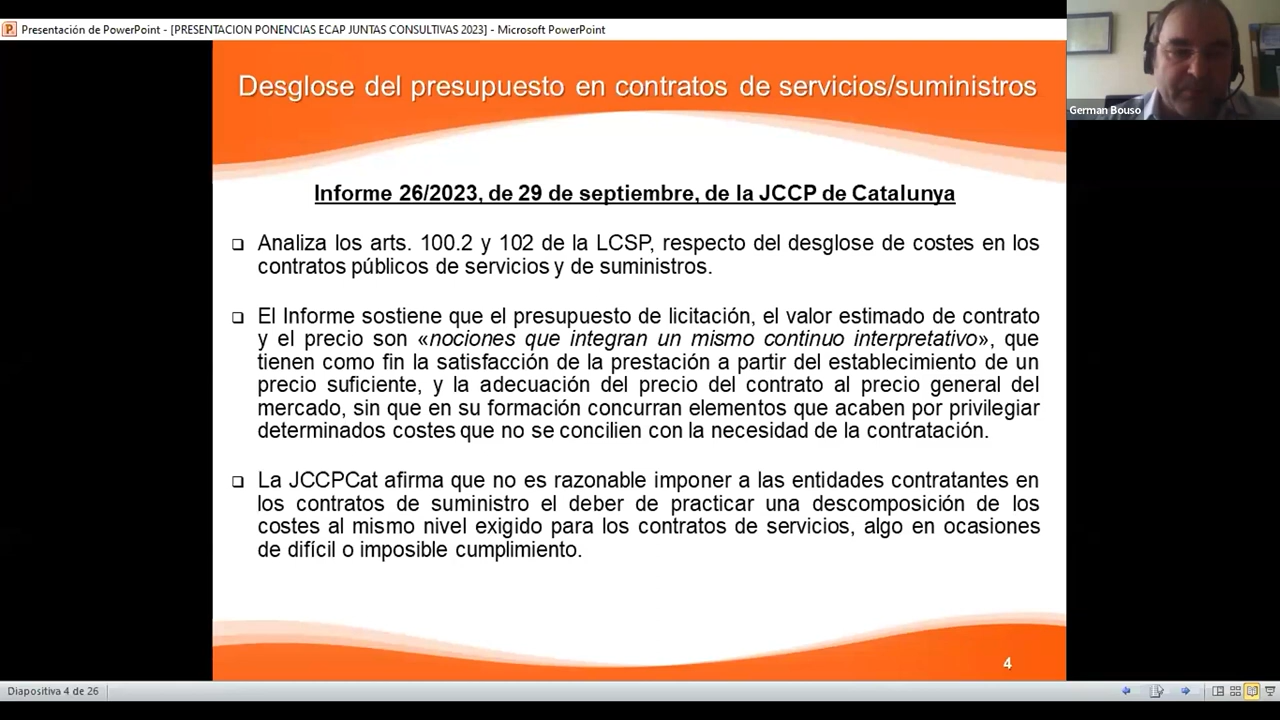 Presentación de PowerPoint - [PRESENTACION PONENCIAS ECAP JUNTAS CONSULTIVAS 2023] - Microsoft PowerPoint
German Bouso
Desglose del presupuesto en contratos de servicios/suministros
Informe 26/2023, de 29 de septiembre, de la JCCP de Catalunya
Analiza los arts. 100.2 y 102 de la LCSP, respecto del desglose de costes en los
contratos públicos de servicios y de suministros.
El Informe sostiene que el presupuesto de licitación, el valor estimado de contrato
y el precio son «nociones que integran un mismo continuo interpretativo», que
tienen como fin la satisfacción de la prestación a partir del establecimiento de un
precio suficiente, y la adecuación del precio del contrato al precio general del
mercado, sin que en su formación concurran elementos que acaben por privilegiar
determinados costes que no se concilien con la necesidad de la contratación.
La JCCPCat afirma que no es razonable imponer a las entidades contratantes en
los contratos de suministro el deber de practicar una descomposición de los
costes al mismo nivel exigido para los contratos de servicios, algo en ocasiones
de difícil o imposible cumplimiento.
4
Diapositiva 4 de 26